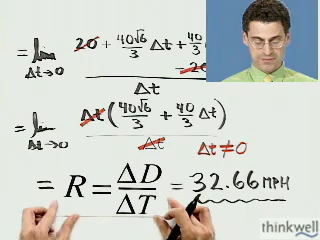 = lim Δt→0 20 + 40√6/3 Δt + 40/3
- 20
Δt
= lim Δt→0 Δt ( 40√6/3 + 40/3 Δt )
Δt Δt ≠ 0
= R = ΔD/ΔT = 32.66 MPH
thinkwell